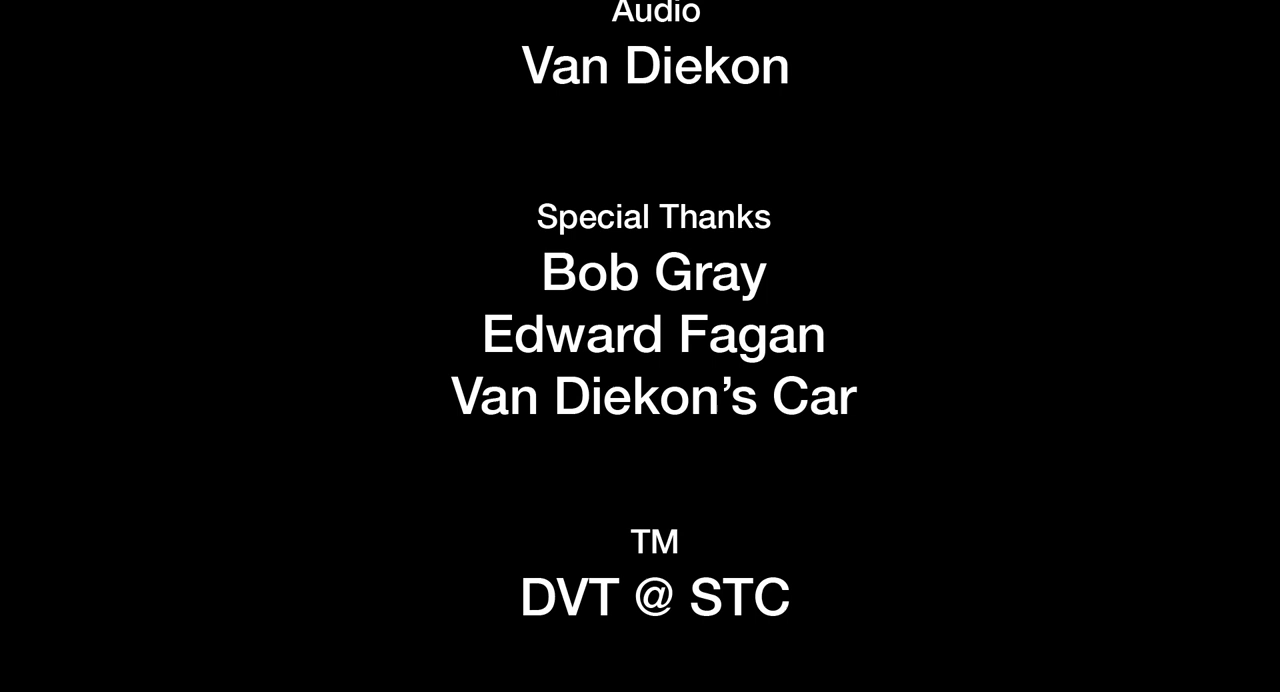 Audio
Van Diekon
Special Thanks
Bob Gray
Edward Fagan
Van Diekon’s Car
TM
DVT @ STC